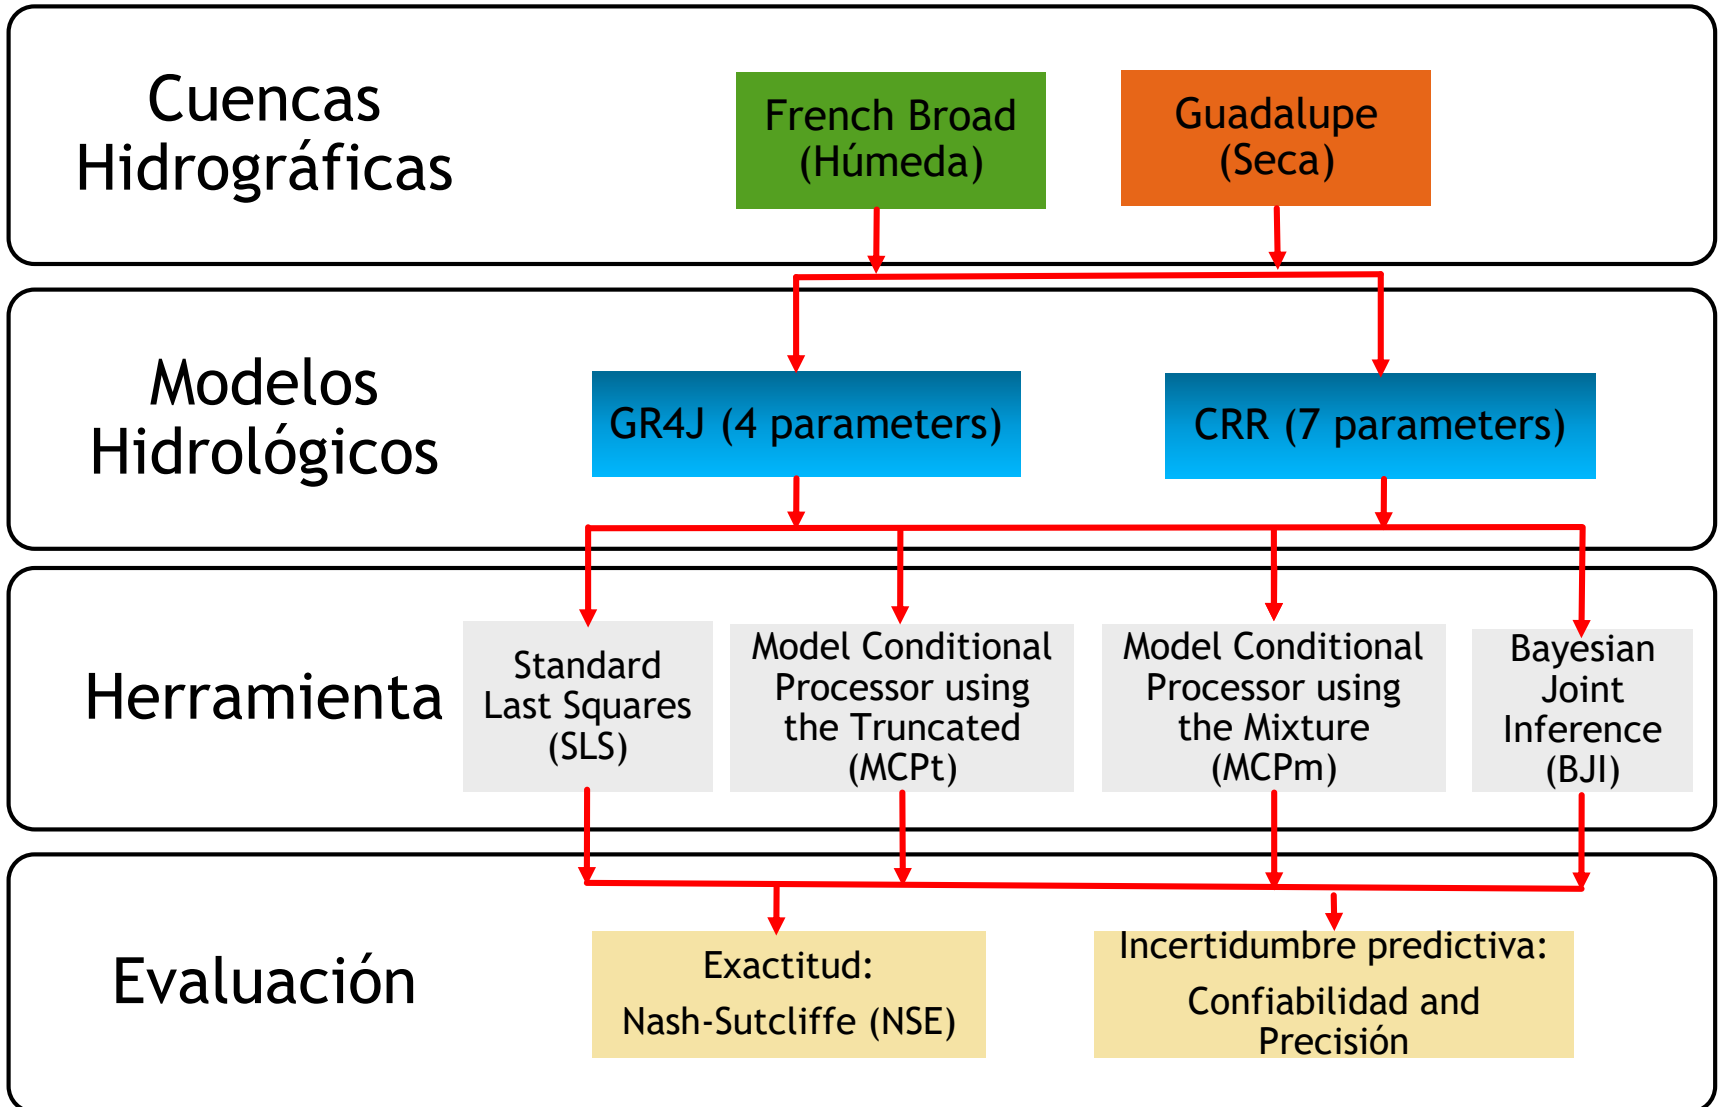 Cuencas
Hidrográficas
French Broad
(Húmeda)
Guadalupe
(Seca)
Modelos
Hidrológicos
GR4J (4 parameters)
CRR (7 parameters)
Herramienta
Standard
Last Squares
(SLS)
Model Conditional
Processor using
the Truncated
(MCPt)
Model Conditional
Processor using
the Mixture
(MCPm)
Bayesian
Joint
Inference
(BJI)
Evaluación
Exactitud:
Nash-Sutcliffe (NSE)
Incertidumbre predictiva:
Confiabilidad and
Precisión